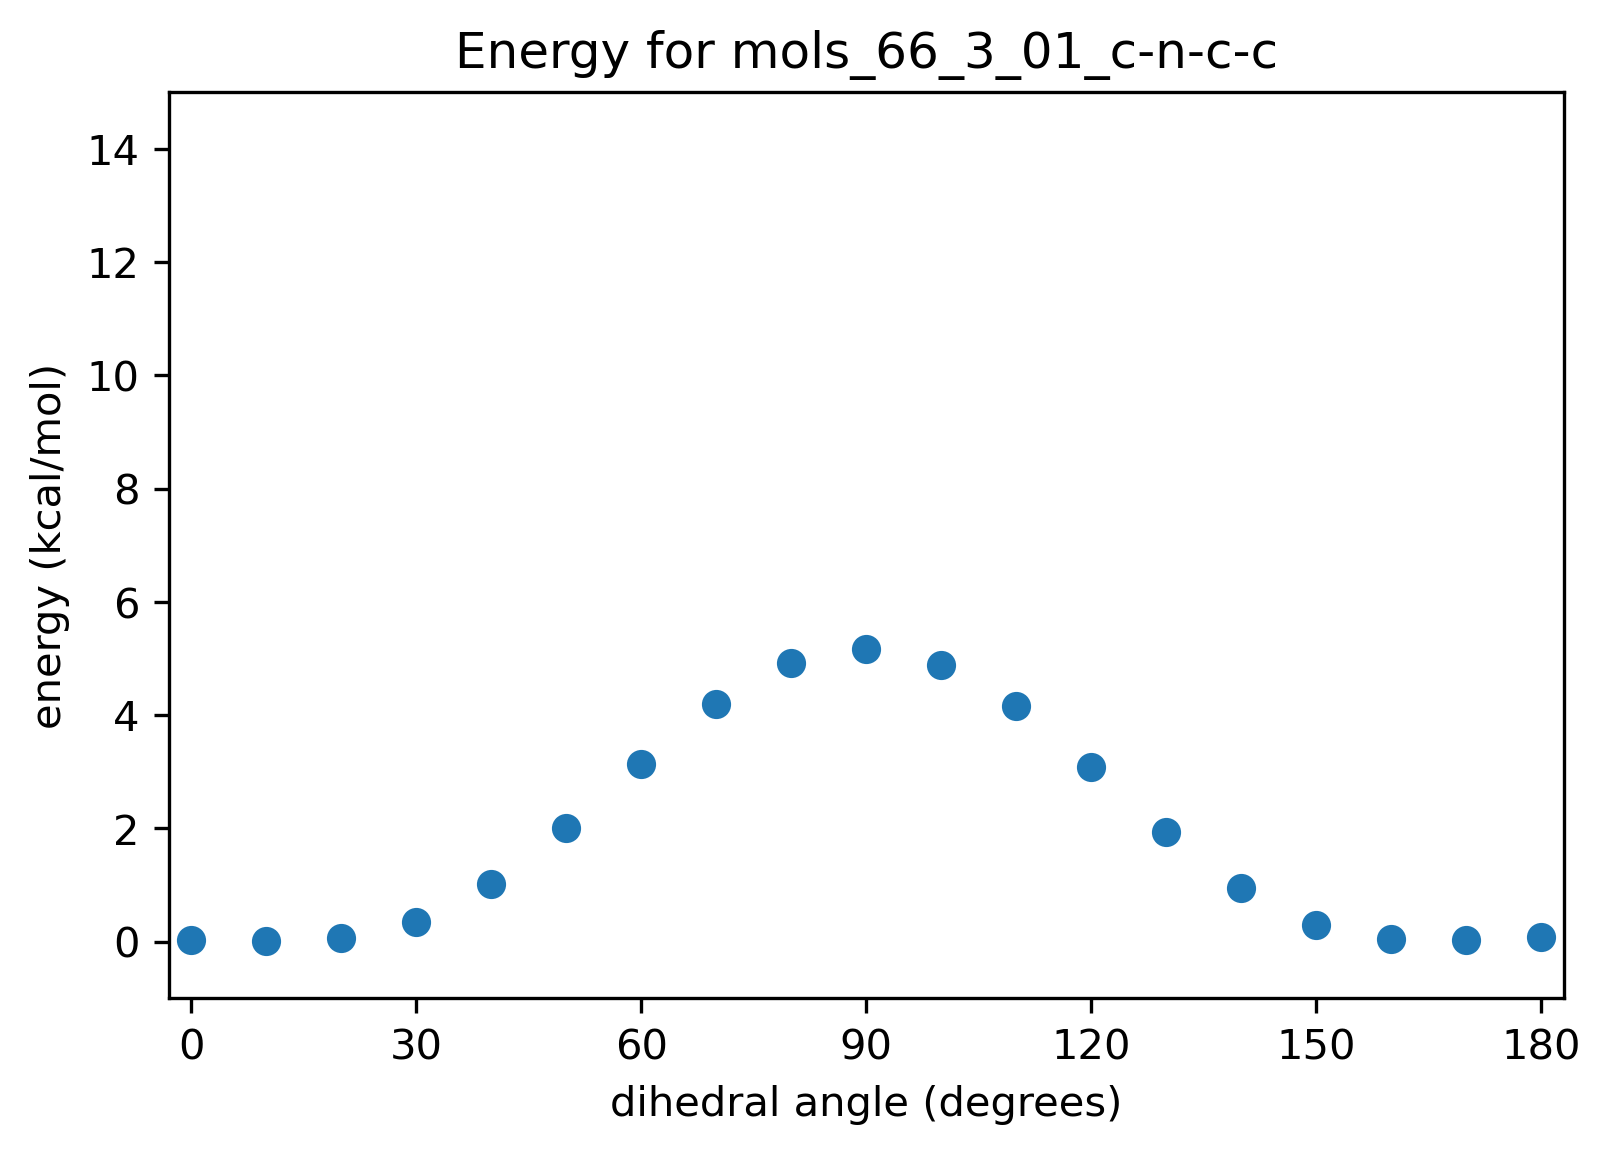 Energy for mols_66_3_01_c-n-c-c
14
12
10
8
6
4
2
0
energy (kcal/mol)
0 30 60 90 120 150 180
dihedral angle (degrees)